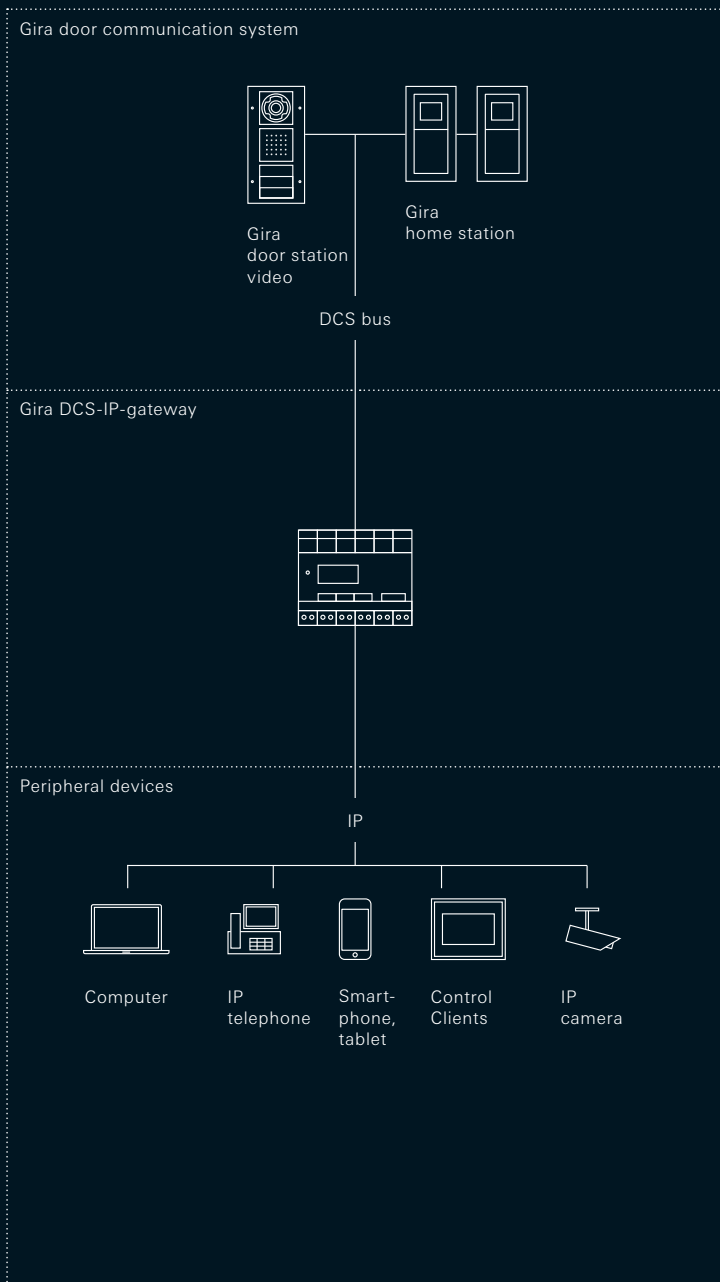 Gira door communication system
Gira
door station
video
Gira
home station
DCS bus
Gira DCS-IP-gateway
Peripheral devices
IP
Computer
IP
telephone
Smart-
phone,
tablet
Control
Clients
IP
camera